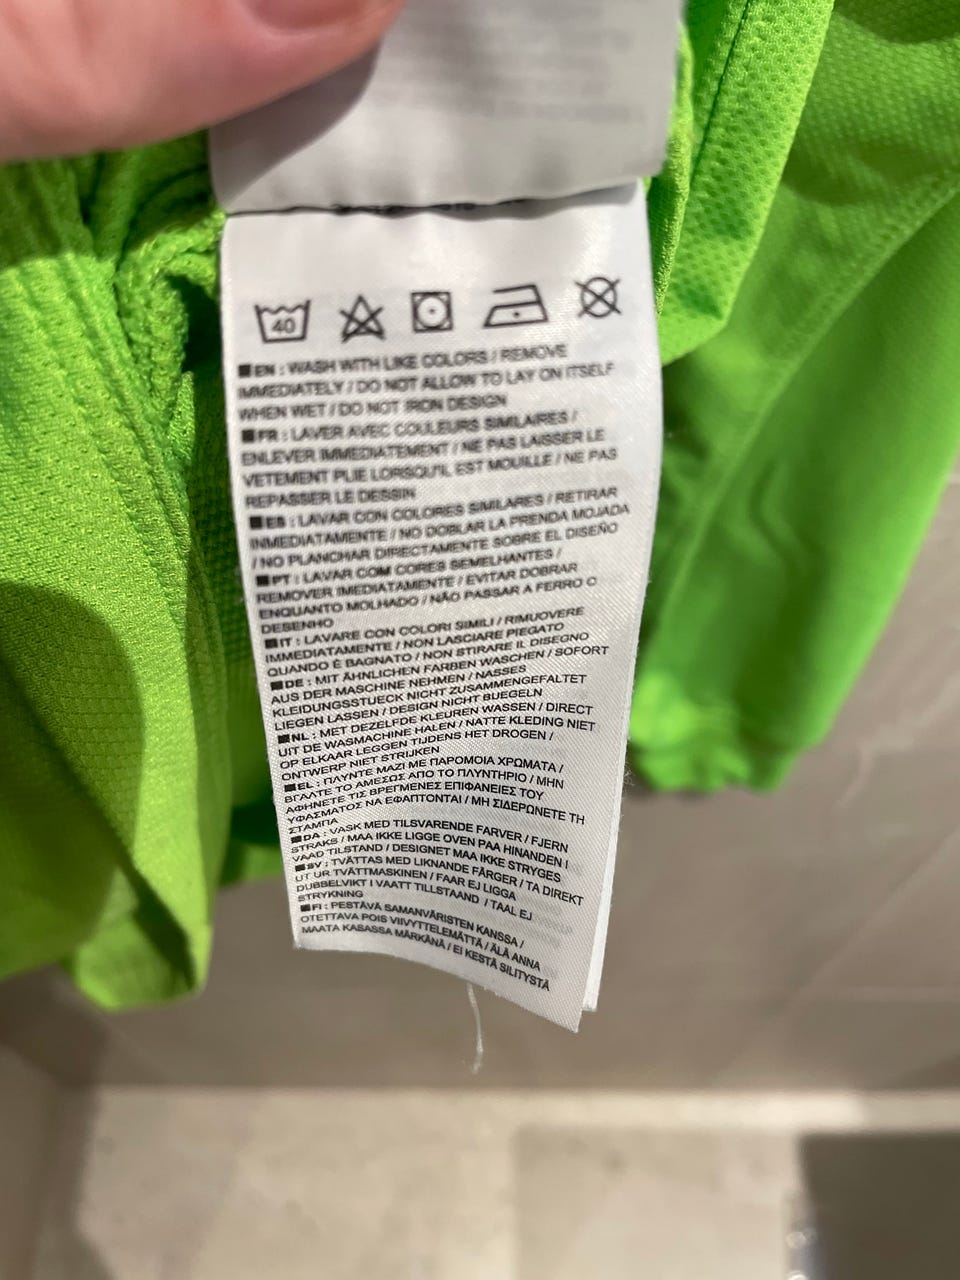 40
EN : WASH WITH LIKE COLORS / REMOVE
IMMEDIATELY / DO NOT ALLOW TO LAY ON ITSELF
WHEN WET / DO NOT IRON DESIGN
FR : LAVER AVEC COULEURS SIMILAIRES /
ENLEVER IMMEDIATEMENT / NE PAS LAISSER LE
VETEMENT PLIE LORSQU'IL EST MOUILLE / NE PAS
REPASSER LE DESSIN
ES : LAVAR CON COLORES SIMILARES / RETIRAR
INMEDIATAMENTE / NO DOBLAR LA PRENDA MOJADA
/ NO PLANCHAR DIRECTAMENTE SOBRE EL DISEÑO
PT : LAVAR COM CORES SEMELHANTES /
REMOVER IMEDIATAMENTE / EVITAR DOBRAR
ENQUANTO MOLHADO / NÃO PASSAR A FERRO O
DESENHO
IT : LAVARE CON COLORI SIMILI / RIMUOVERE
IMMEDIATAMENTE / NON LASCIARE PIEGATO
QUANDO È BAGNATO / NON STIRARE IL DISEGNO
DE : MIT ÄHNLICHEN FARBEN WASCHEN / SOFORT
AUS DER MASCHINE NEHMEN / NASSES
KLEIDUNGSSTUECK NICHT ZUSAMMENGEFALTET
LIEGEN LASSEN / DESIGN NICHT BUEGELN
NL : MET DEZELFDE KLEUREN WASSEN / DIRECT
UIT DE WASMACHINE HALEN / NATTE KLEDING NIET
OP ELKAAR LEGGEN TIJDENS HET DROGEN /
ONTWERP NIET STRIJKEN
EL : ΠΛΥΝΤΕ ΜΑΖΙ ΜΕ ΠΑΡΟΜΟΙΑ ΧΡΩΜΑΤΑ /
ΒΓΑΛΤΕ ΤΟ ΑΜΕΣΩΣ ΑΠΟ ΤΟ ΠΛΥΝΤΗΡΙΟ / ΜΗΝ
ΑΦΗΝΕΤΕ ΤΙΣ ΒΡΕΓΜΕΝΕΣ ΕΠΙΦΑΝΕΙΕΣ ΤΟΥ
ΥΦΑΣΜΑΤΟΣ ΝΑ ΕΦΑΠΤΟΝΤΑΙ / ΜΗ ΣΙΔΕΡΩΝΕΤΕ ΤΗ
ΣΤΑΜΠΑ
DA : VASK MED TILSVARENDE FARVER / FJERN
STRAKS / MAA IKKE LIGGE OVEN PAA HINANDEN I
VAAD TILSTAND / DESIGNET MAA IKKE STRYGES
SV : TVÄTTAS MED LIKNANDE FÄRGER / TA DIREKT
UT UR TVÄTTMASKINEN / FAAR EJ LIGGA
DUBBELVIKT I VAATT TILLSTAAND / TAAL EJ
STRYKNING
FI : PESTÄVÄ SAMANVÄRISTEN KANSSA /
OTETTAVA POIS VIIVYTTELEMÄTTÄ / ÄLÄ ANNA
MAATA KASASSA MÄRKÄNÄ / EI KESTÄ SILITYSTÄ